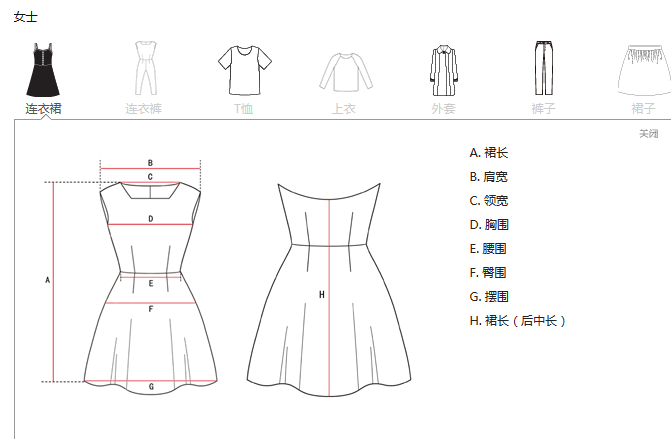 女士
连衣裙 连衣裤 T恤 上衣 外套 裤子 裙子
关闭
A. 裙长
B. 肩宽
C. 领宽
D. 胸围
E. 腰围
F. 臀围
G. 摆围
H. 裙长（后中长）
B
C
D
A
E
H
F
G